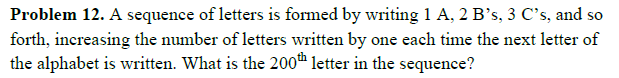 Problem 12. A sequence of letters is formed by writing 1 A, 2 B’s, 3 C’s, and so
forth, increasing the number of letters written by one each time the next letter of
the alphabet is written. What is the 200th letter in the sequence?